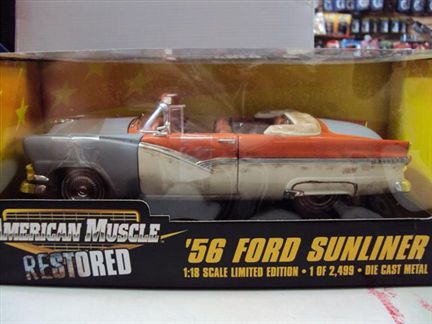 AMERICAN MUSCLE
RESTORED
'56 FORD SUNLINER
1:18 SCALE LIMITED EDITION • 1 OF 2,499 • DIE CAST METAL